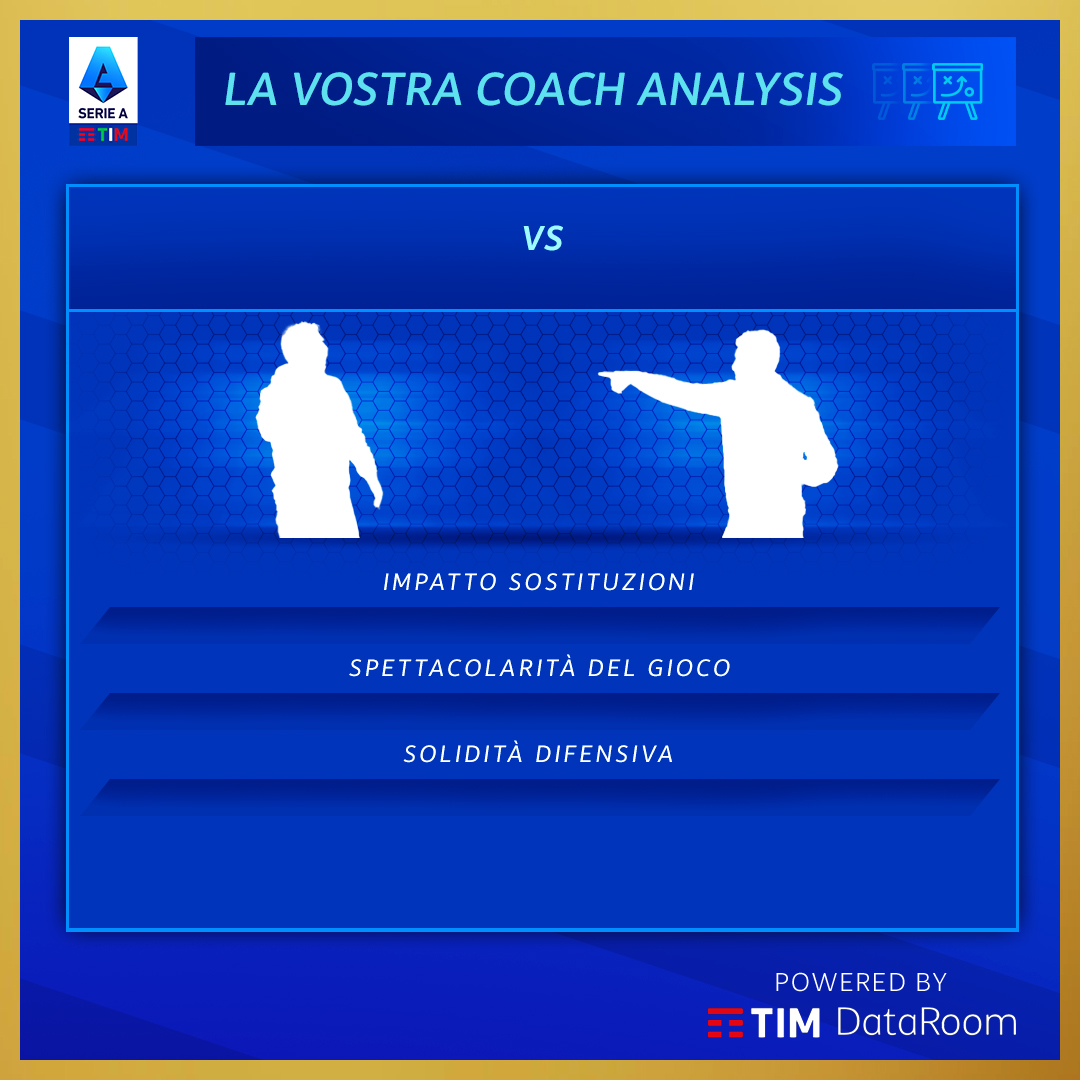 SERIE A
TIM
LA VOSTRA COACH ANALYSIS
VS
IMPATTO SOSTITUZIONI
SPETTACOLARITÀ DEL GIOCO
SOLIDITÀ DIFENSIVA
POWERED BY
TIM DataRoom